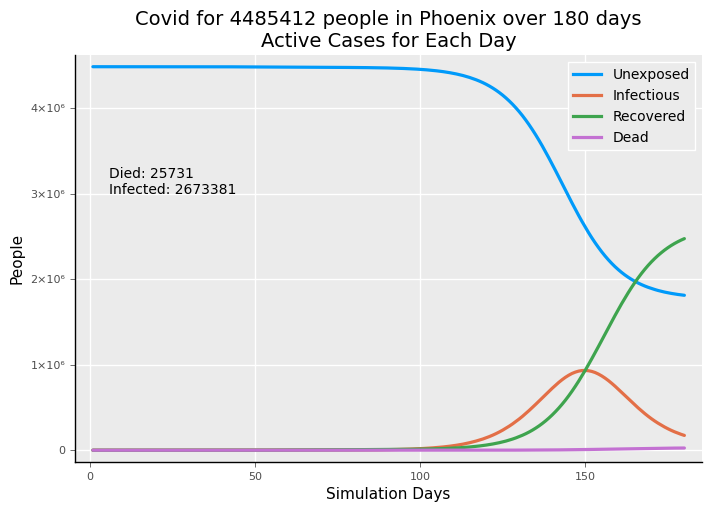 Covid for 4485412 people in Phoenix over 180 days
Active Cases for Each Day
Unexposed
Infectious
Recovered
Dead
Died: 25731
Infected: 2673381
4×10⁶
3×10⁶
2×10⁶
1×10⁶
0
People
0 50 100 150
Simulation Days